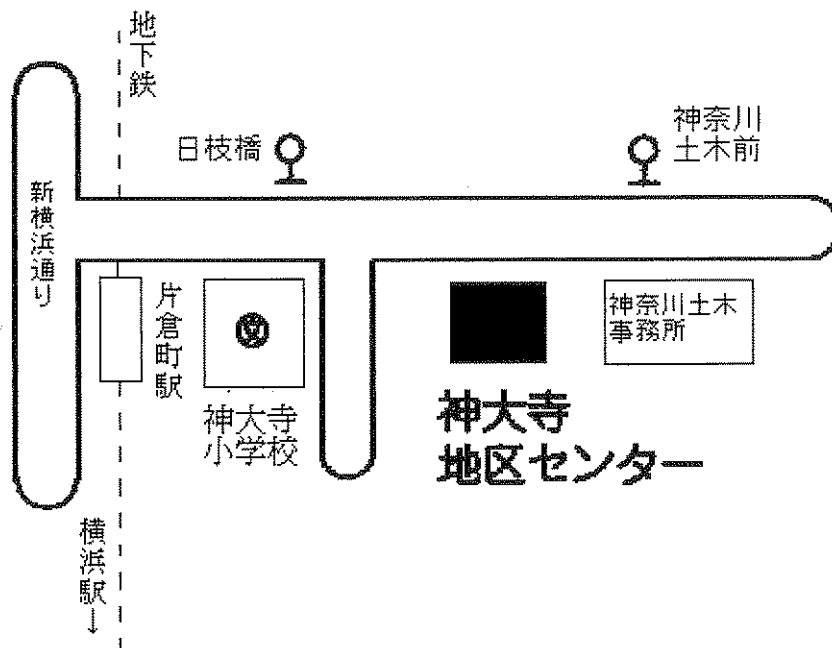 地下鉄
日枝橋
神奈川
土木前
新横浜通り
片倉町駅
文
神大寺
小学校
神奈川土木
事務所
神大寺
地区センター
横浜駅↓